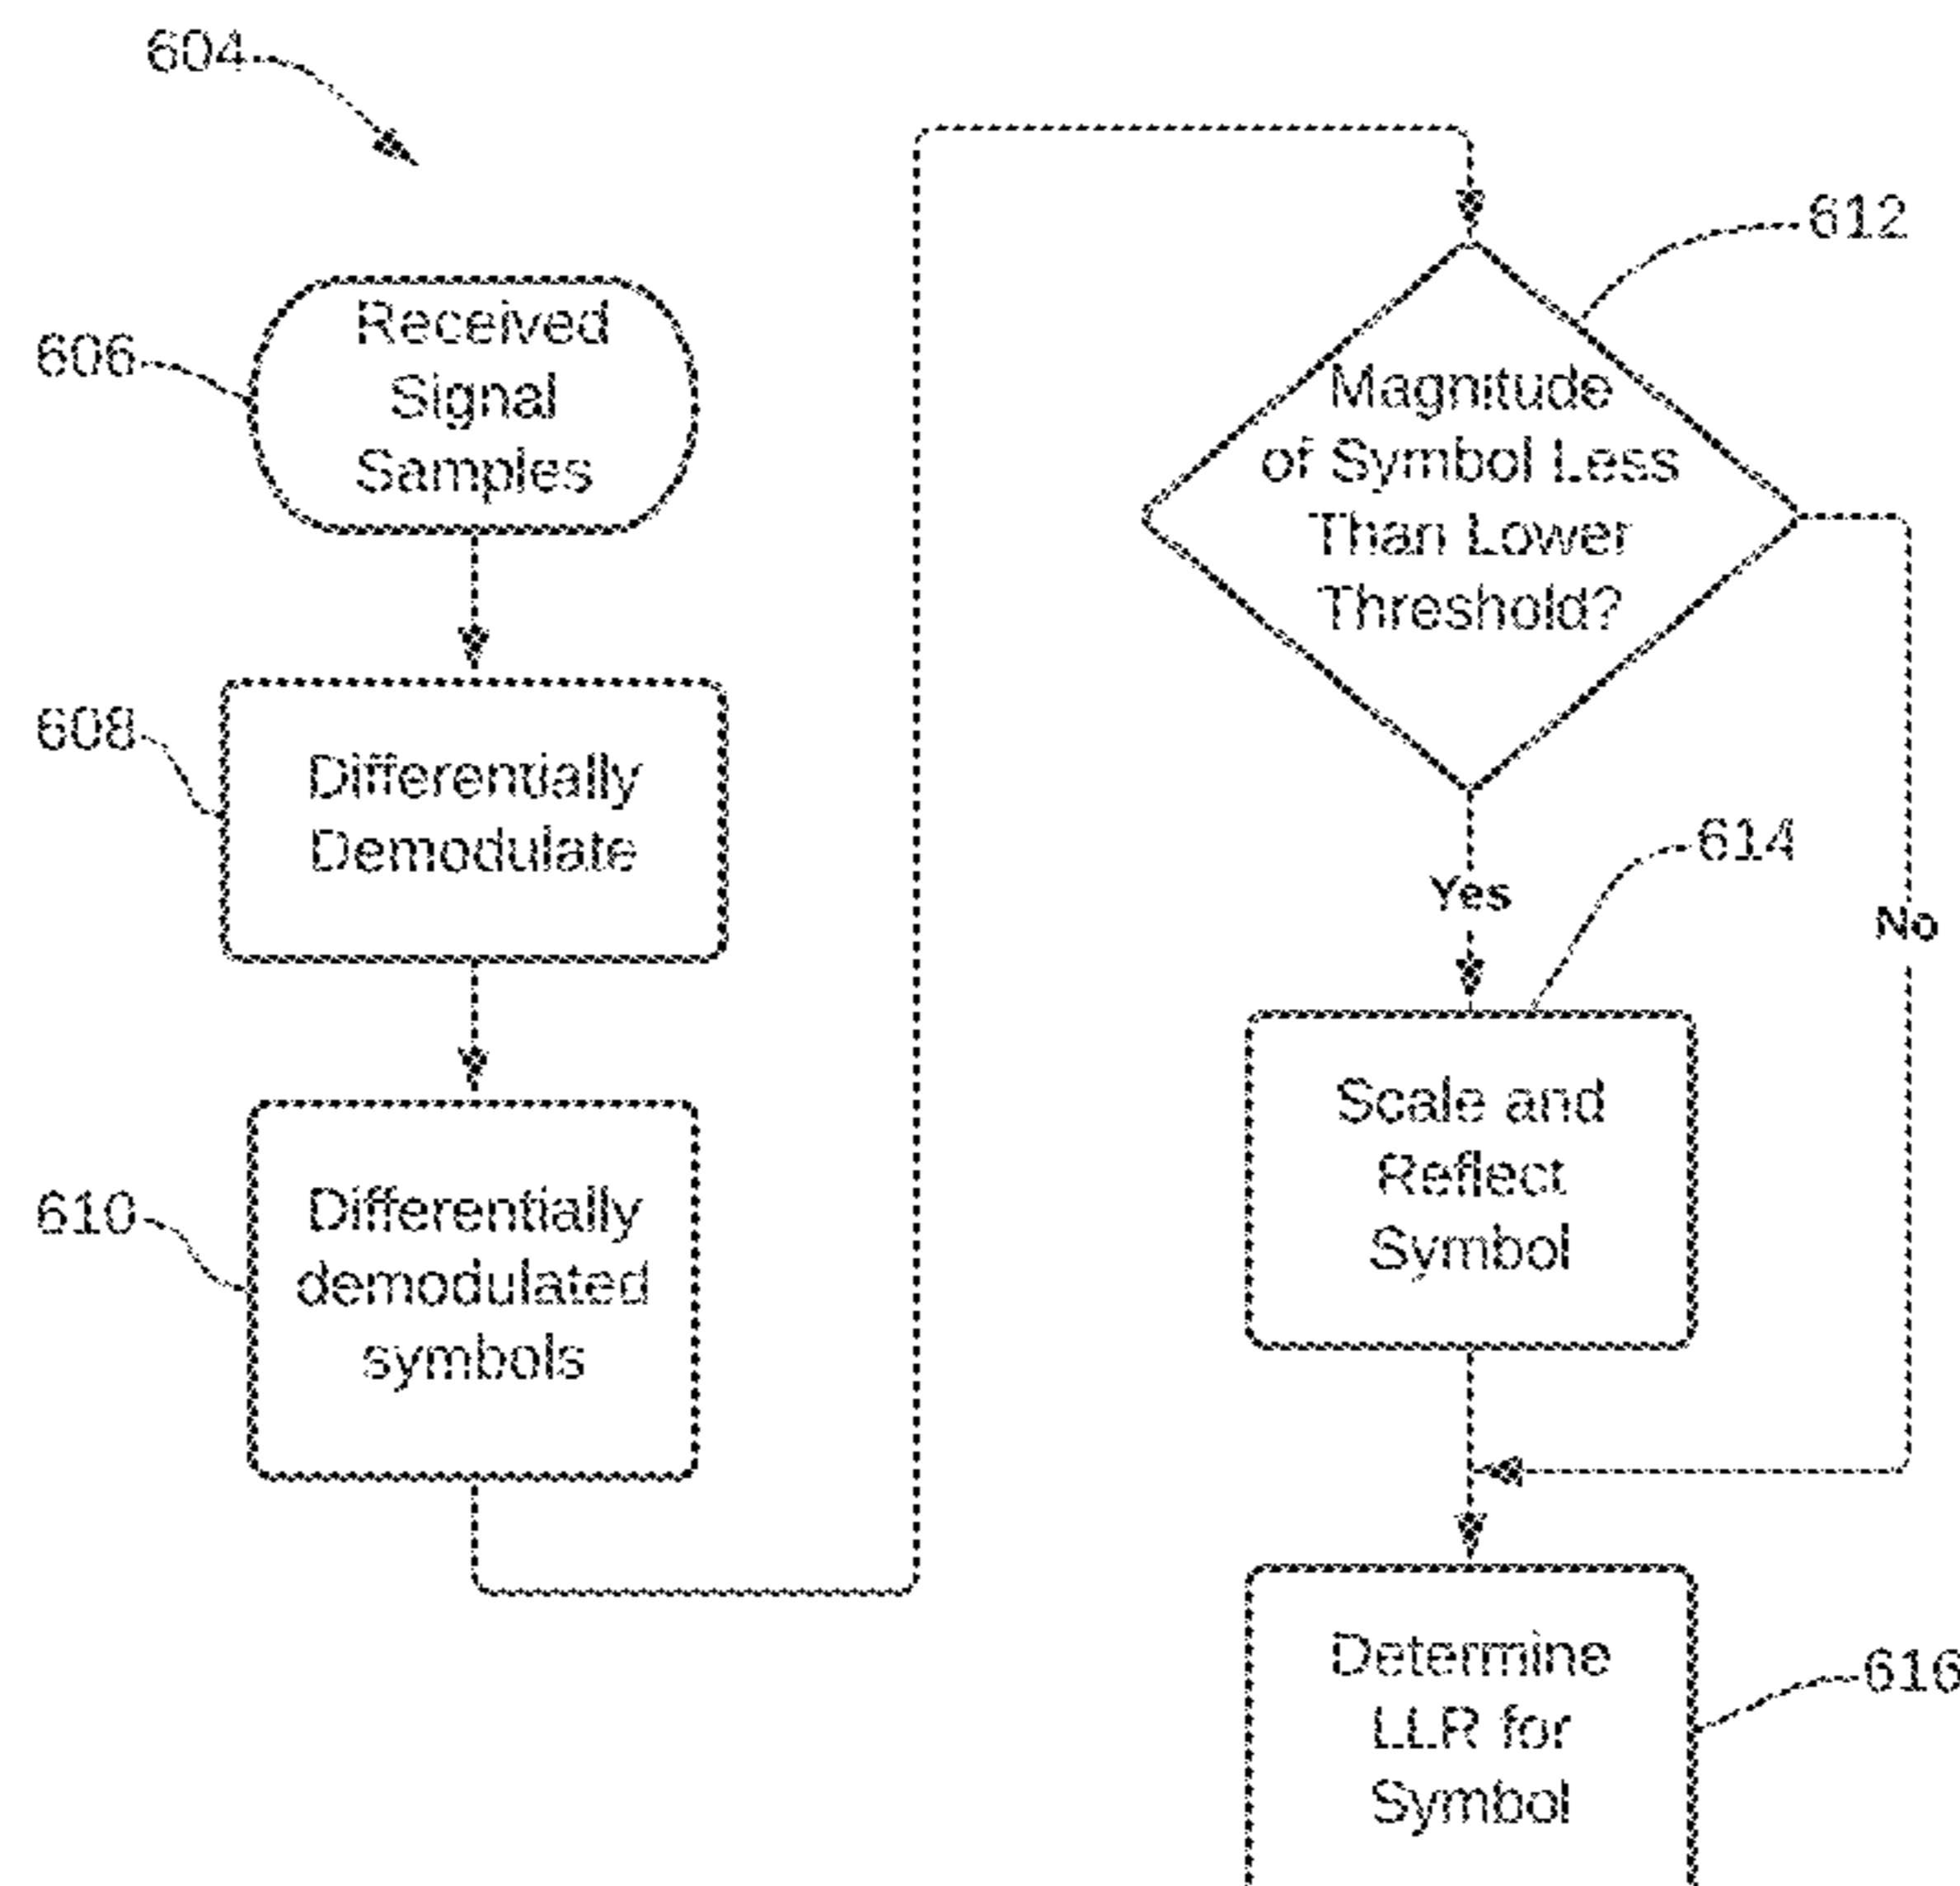 604
606
Received
Signal
Samples
608
Differentially
Demodulate
610
Differentially
demodulated
symbols
612
Magnitude
of Symbol Less
Than Lower
Threshold?
Yes
No
614
Scale and
Reflect
Symbol
616
Determine
LLR for
Symbol